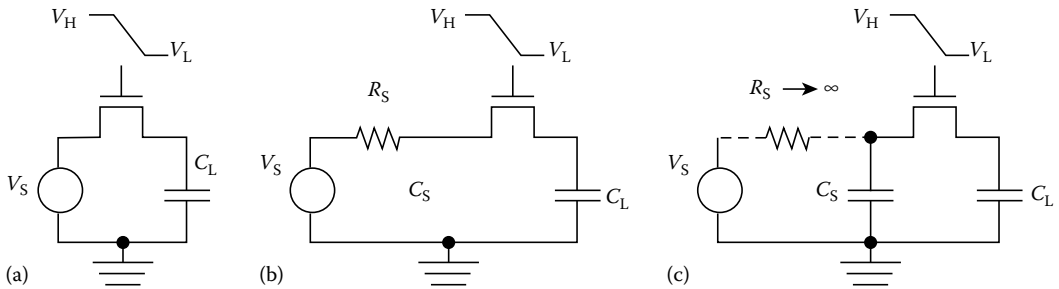 V_H
V_L
V_S
C_L
(a)
V_H
V_L
R_S
V_S
C_S
C_L
(b)
V_H
V_L
R_S → ∞
V_S
C_S
C_L
(c)